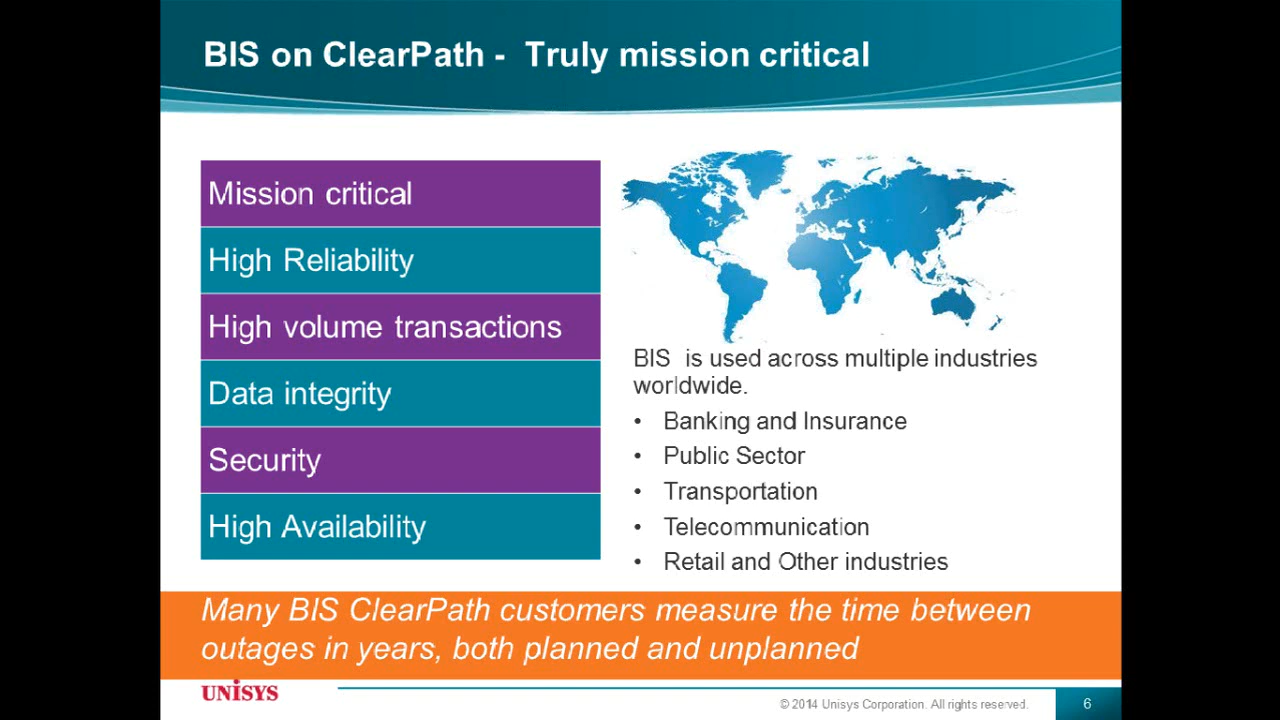 BIS on ClearPath - Truly mission critical
Mission critical
High Reliability
High volume transactions
Data integrity
Security
High Availability
BIS is used across multiple industries
worldwide.
• Banking and Insurance
• Public Sector
• Transportation
• Telecommunication
• Retail and Other industries
Many BIS ClearPath customers measure the time between
outages in years, both planned and unplanned
UNISYS
© 2014 Unisys Corporation. All rights reserved.
6